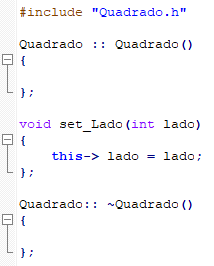 #include "Quadrado.h"
Quadrado :: Quadrado()
{
};
void set_Lado(int lado)
{
this-> lado = lado;
};
Quadrado:: ~Quadrado()
{
};